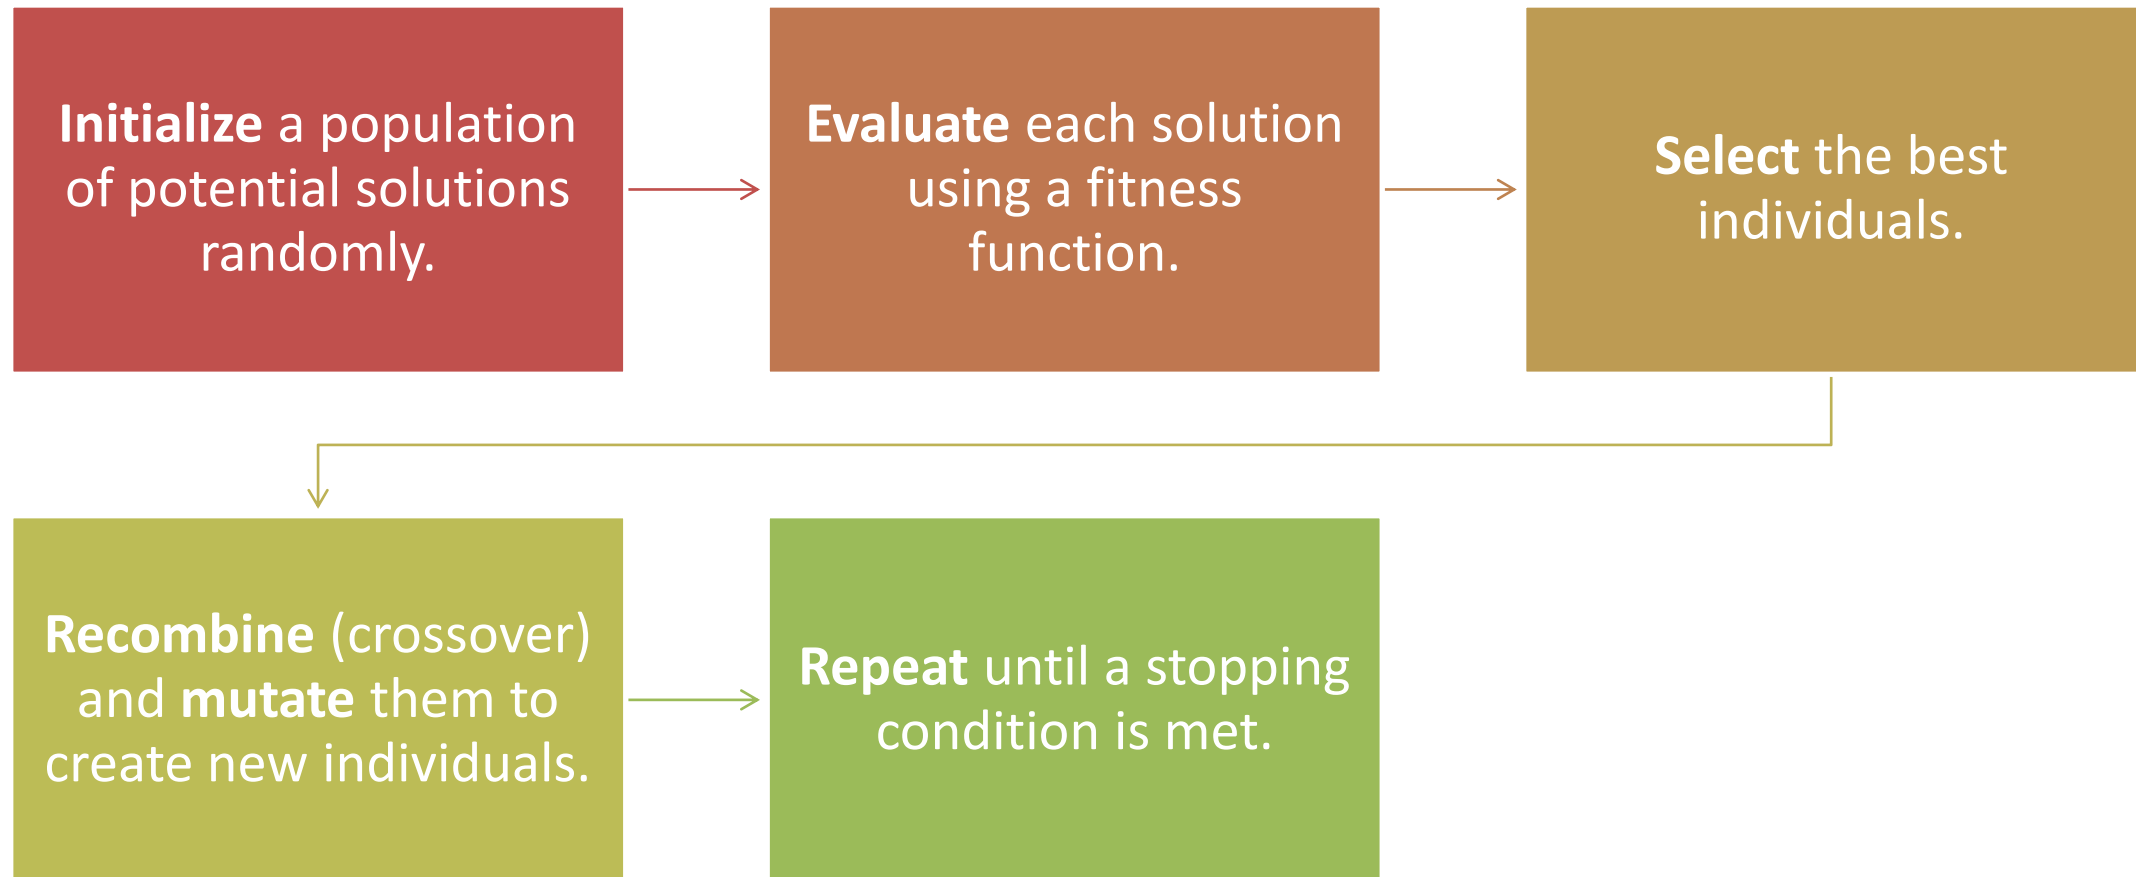 Initialize a population
of potential solutions
randomly.
Evaluate each solution
using a fitness
function.
Select the best
individuals.
Recombine (crossover)
and mutate them to
create new individuals.
Repeat until a stopping
condition is met.